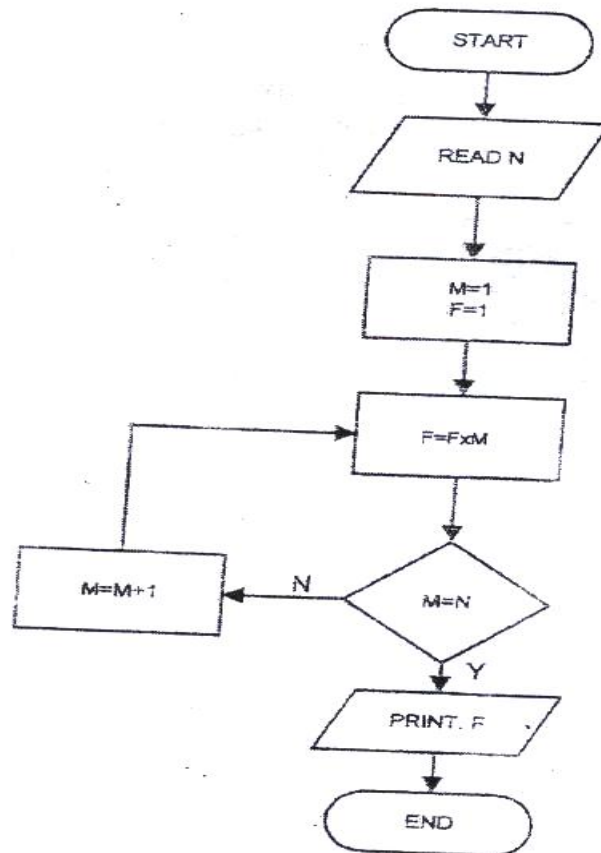 START
READ N
M=1
F=1
F=FxM
M=M+1
N
M=N
Y
PRINT. F
END